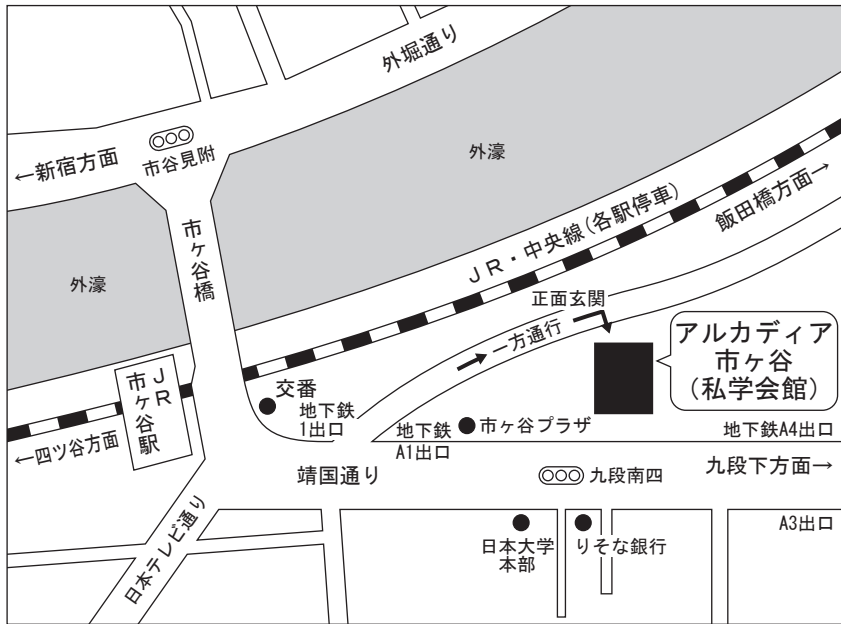 外堀通り
←新宿方面
市谷見附
外濠
市ヶ谷橋
外濠
JR・中央線(各駅停車)
飯田橋方面→
正面玄関
→一方通行
アルカディア
市ヶ谷
(私学会館)
JR
市ヶ谷駅
交番
地下鉄
1出口
地下鉄
A1出口
市ヶ谷プラザ
地下鉄A4出口
←四ツ谷方面
靖国通り
九段南四
九段下方面→
A3出口
日本テレビ通り
日本大学
本部
りそな銀行